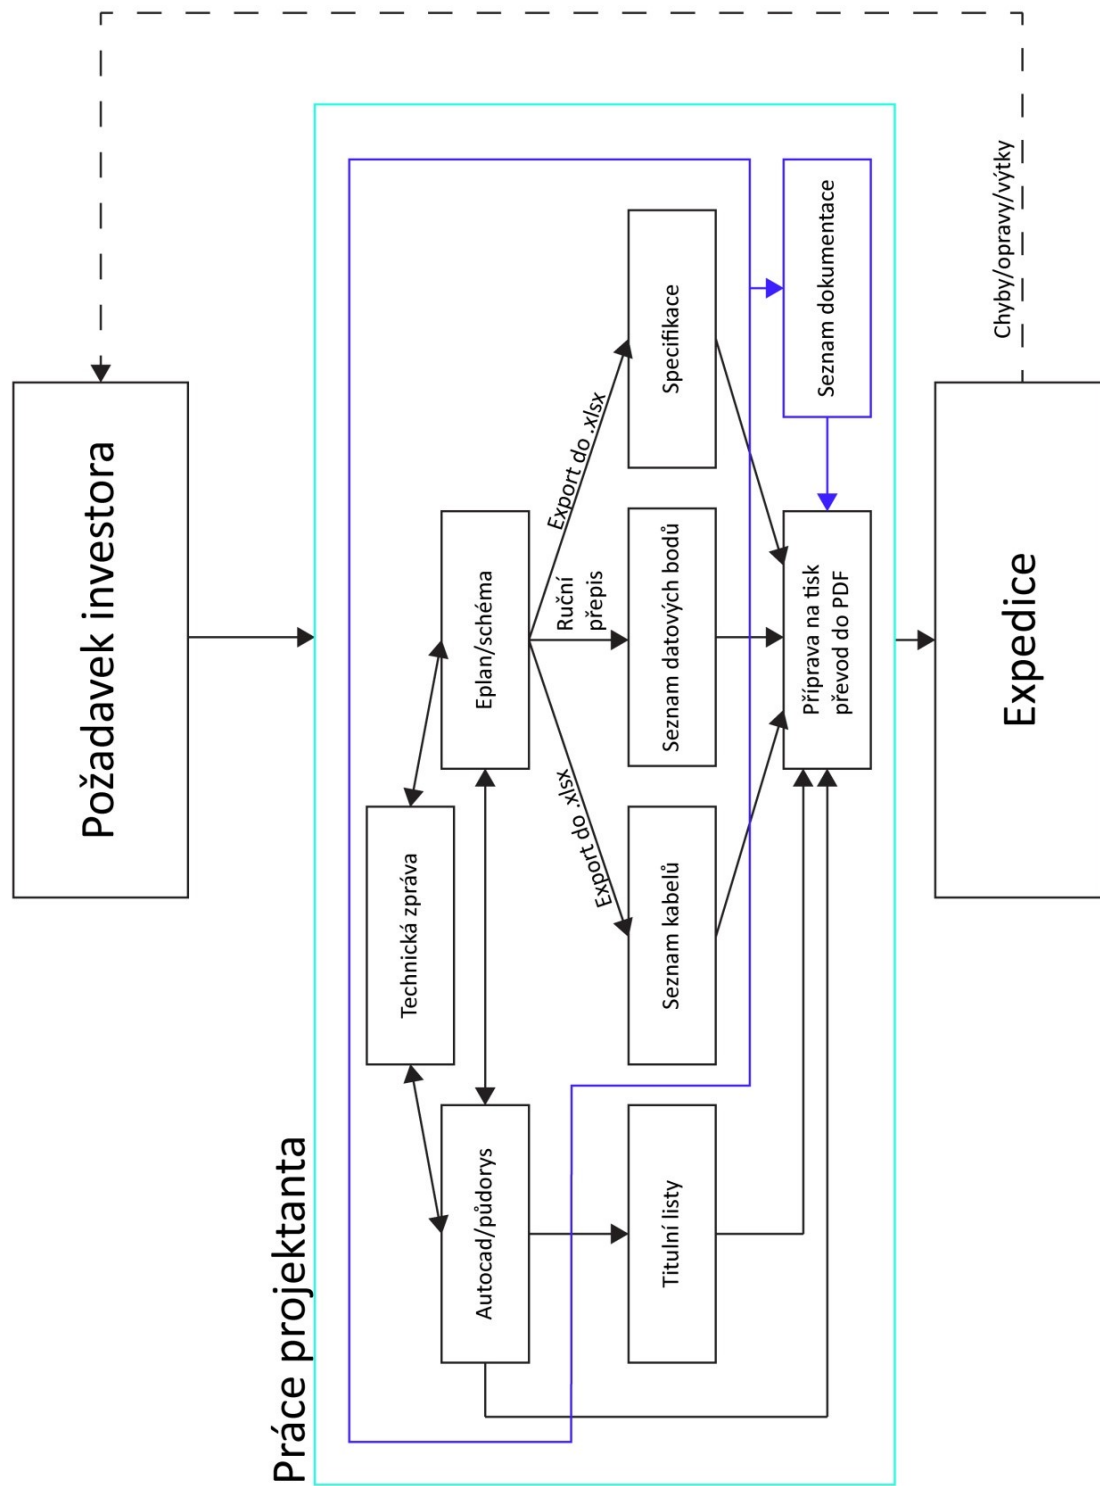 Požadavek investora
Práce projektanta
Technická zpráva
Autocad/půdorys
Eplan/schéma
Export do .xlsx
Ruční
přepis
Export do .xlsx
Titulní listy
Seznam kabelů
Seznam datových bodů
Specifikace
Příprava na tisk
převod do PDF
Seznam dokumentace
Expedice
Chyby/opravy/výtky